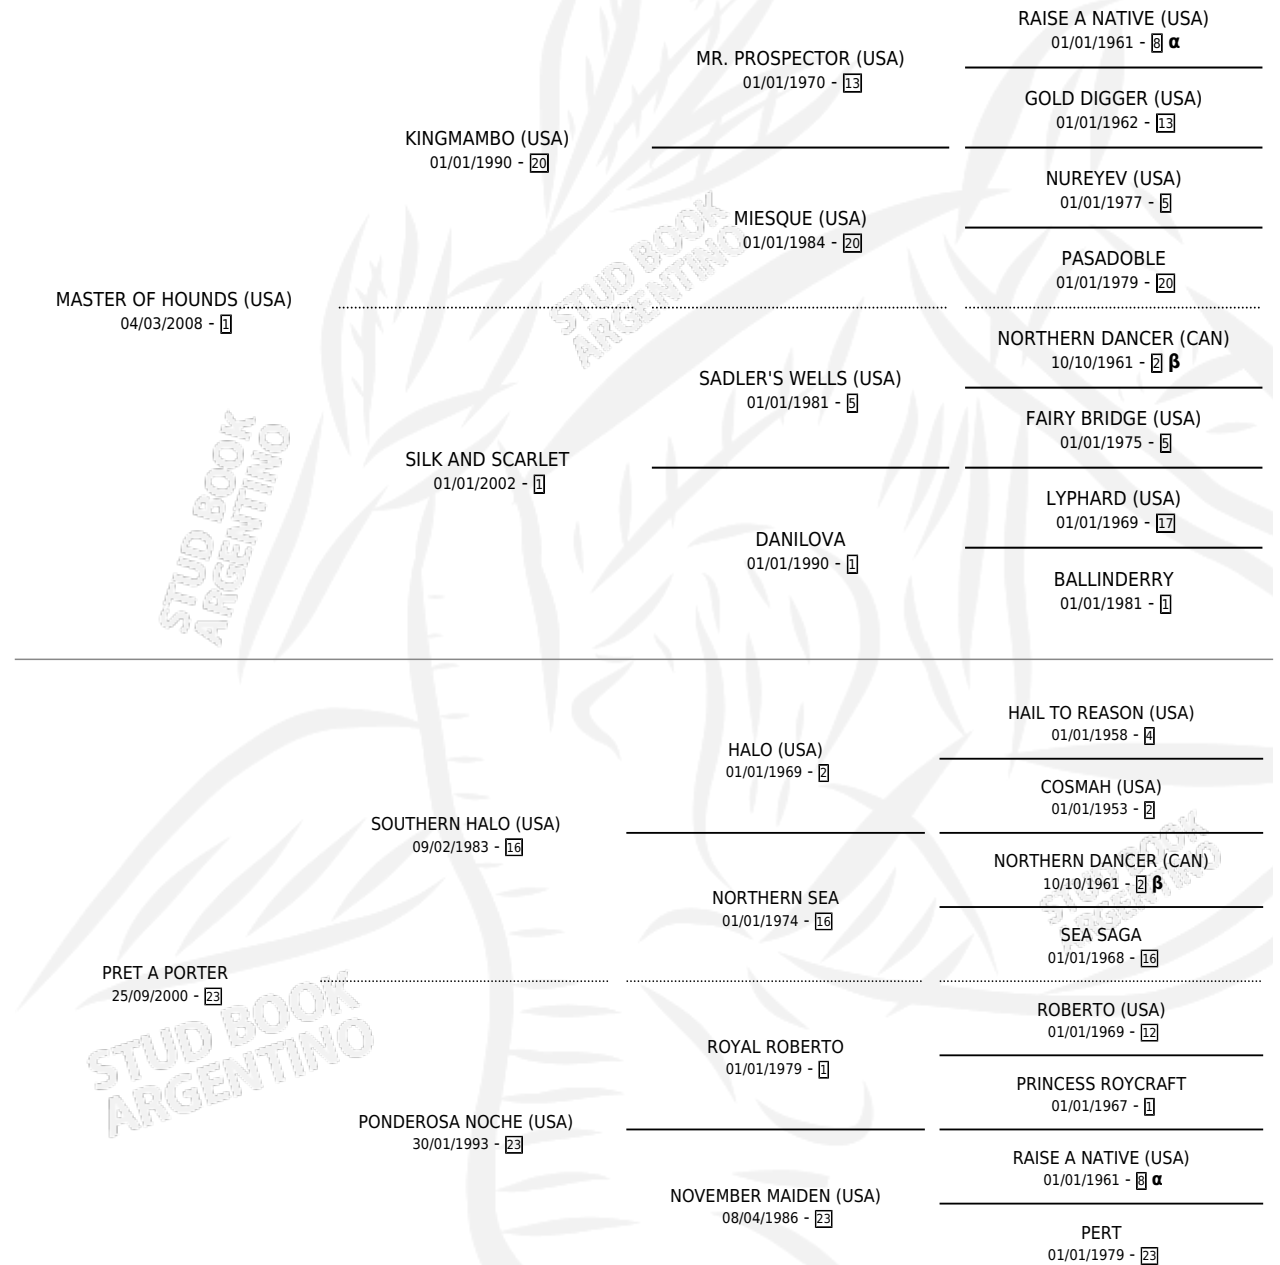 RAISE A NATIVE (USA)
01/01/1961 - 8 α
MR. PROSPECTOR (USA)
01/01/1970 - 13
GOLD DIGGER (USA)
01/01/1962 - 13
KINGMAMBO (USA)
01/01/1990 - 20
NUREYEV (USA)
01/01/1977 - 5
MIESQUE (USA)
01/01/1984 - 20
PASADOBLE
01/01/1979 - 20
MASTER OF HOUNDS (USA)
04/03/2008 - 1
NORTHERN DANCER (CAN)
10/10/1961 - 2 β
SADLER'S WELLS (USA)
01/01/1981 - 5
FAIRY BRIDGE (USA)
01/01/1975 - 5
SILK AND SCARLET
01/01/2002 - 1
LYPHARD (USA)
01/01/1969 - 17
DANILOVA
01/01/1990 - 1
BALLINDERRY
01/01/1981 - 1
HAIL TO REASON (USA)
01/01/1958 - 4
HALO (USA)
01/01/1969 - 2
COSMAH (USA)
01/01/1953 - 2
SOUTHERN HALO (USA)
09/02/1983 - 16
NORTHERN DANCER (CAN)
10/10/1961 - 2 β
NORTHERN SEA
01/01/1974 - 16
SEA SAGA
01/01/1968 - 16
PRET A PORTER
25/09/2000 - 23
ROBERTO (USA)
01/01/1969 - 12
ROYAL ROBERTO
01/01/1979 - 1
PRINCESS ROYCRAFT
01/01/1967 - 1
PONDEROSA NOCHE (USA)
30/01/1993 - 23
RAISE A NATIVE (USA)
01/01/1961 - 8 α
NOVEMBER MAIDEN (USA)
08/04/1986 - 23
PERT
01/01/1979 - 23
STUD BOOK
ARGENTINO
STUD BOOK
ARGENTINO
STUD BOOK
ARGENTINO
STUD BOOK
ARGENTINO